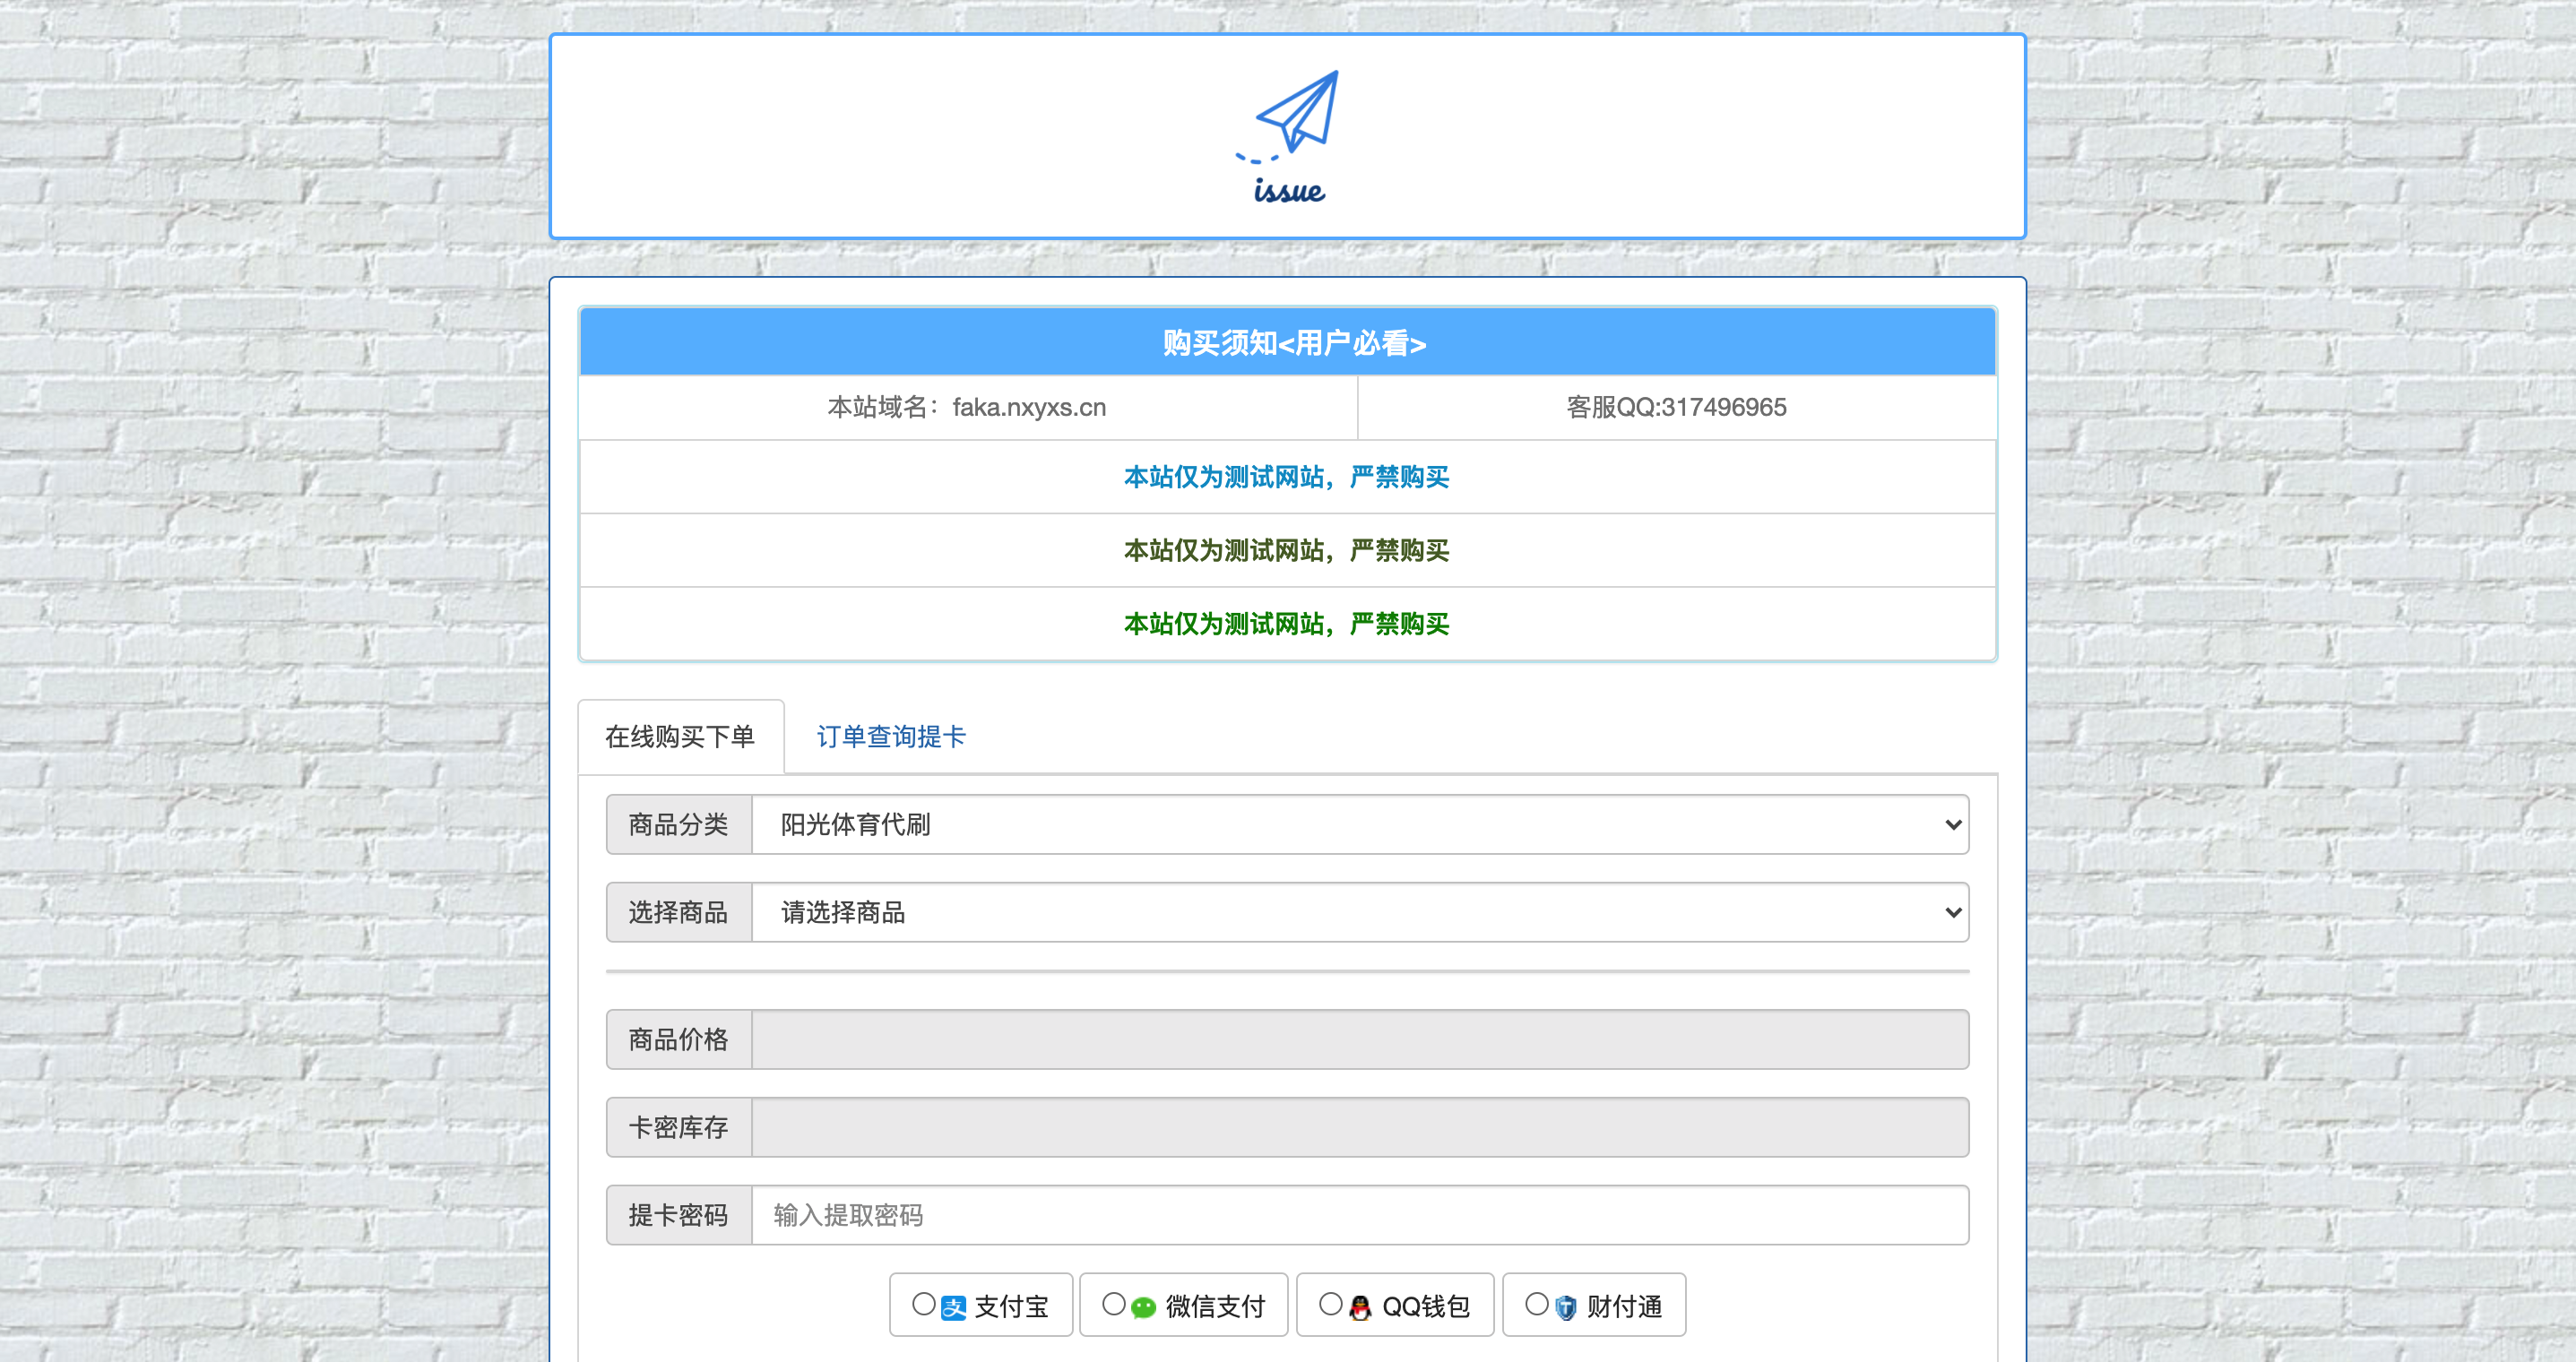 issue
购买须知<用户必看>
本站域名：faka.nxyxs.cn
客服QQ:317496965
本站仅为测试网站，严禁购买
本站仅为测试网站，严禁购买
本站仅为测试网站，严禁购买
在线购买下单
订单查询提卡
商品分类
阳光体育代刷
选择商品
请选择商品
商品价格
卡密库存
提卡密码
输入提取密码
支付宝
微信支付
QQ钱包
财付通